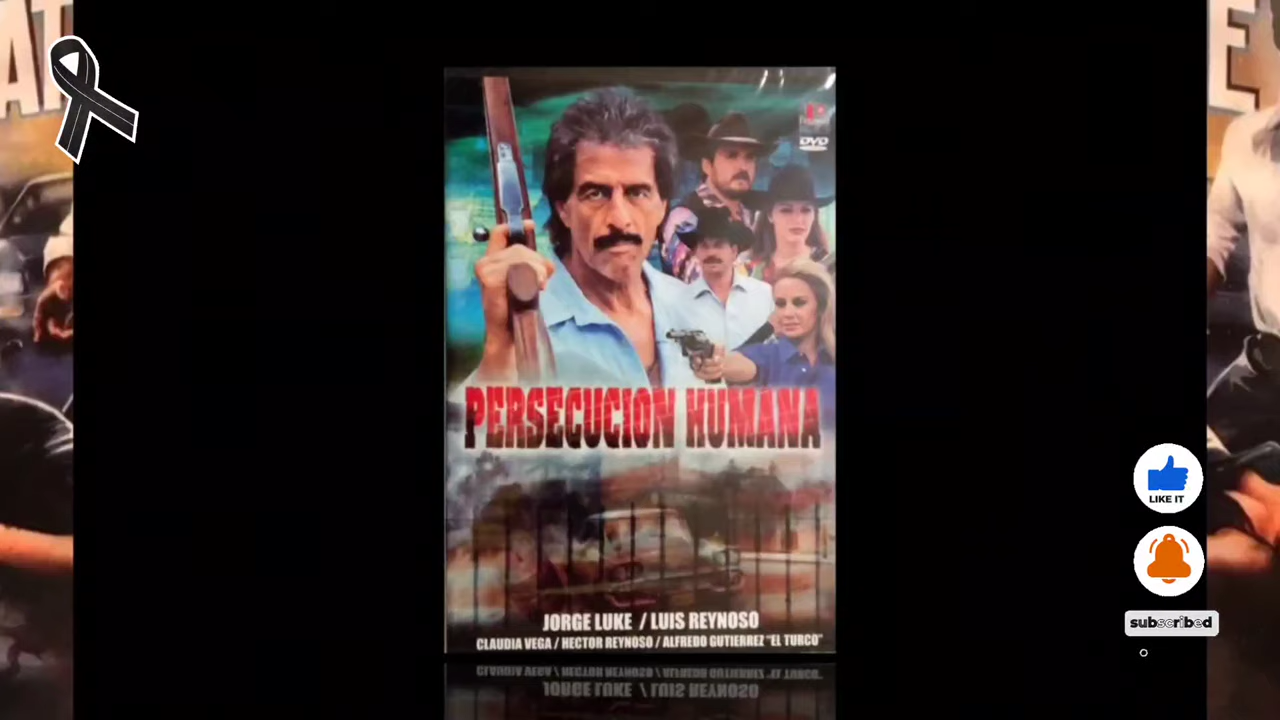 DVD
PERSECUCION HUMANA
JORGE LUKE / LUIS REYNOSO
CLAUDIA VEGA / HECTOR REYNOSO / ALFREDO GUTIERREZ "EL TURCO"
LIKE IT
subscribed